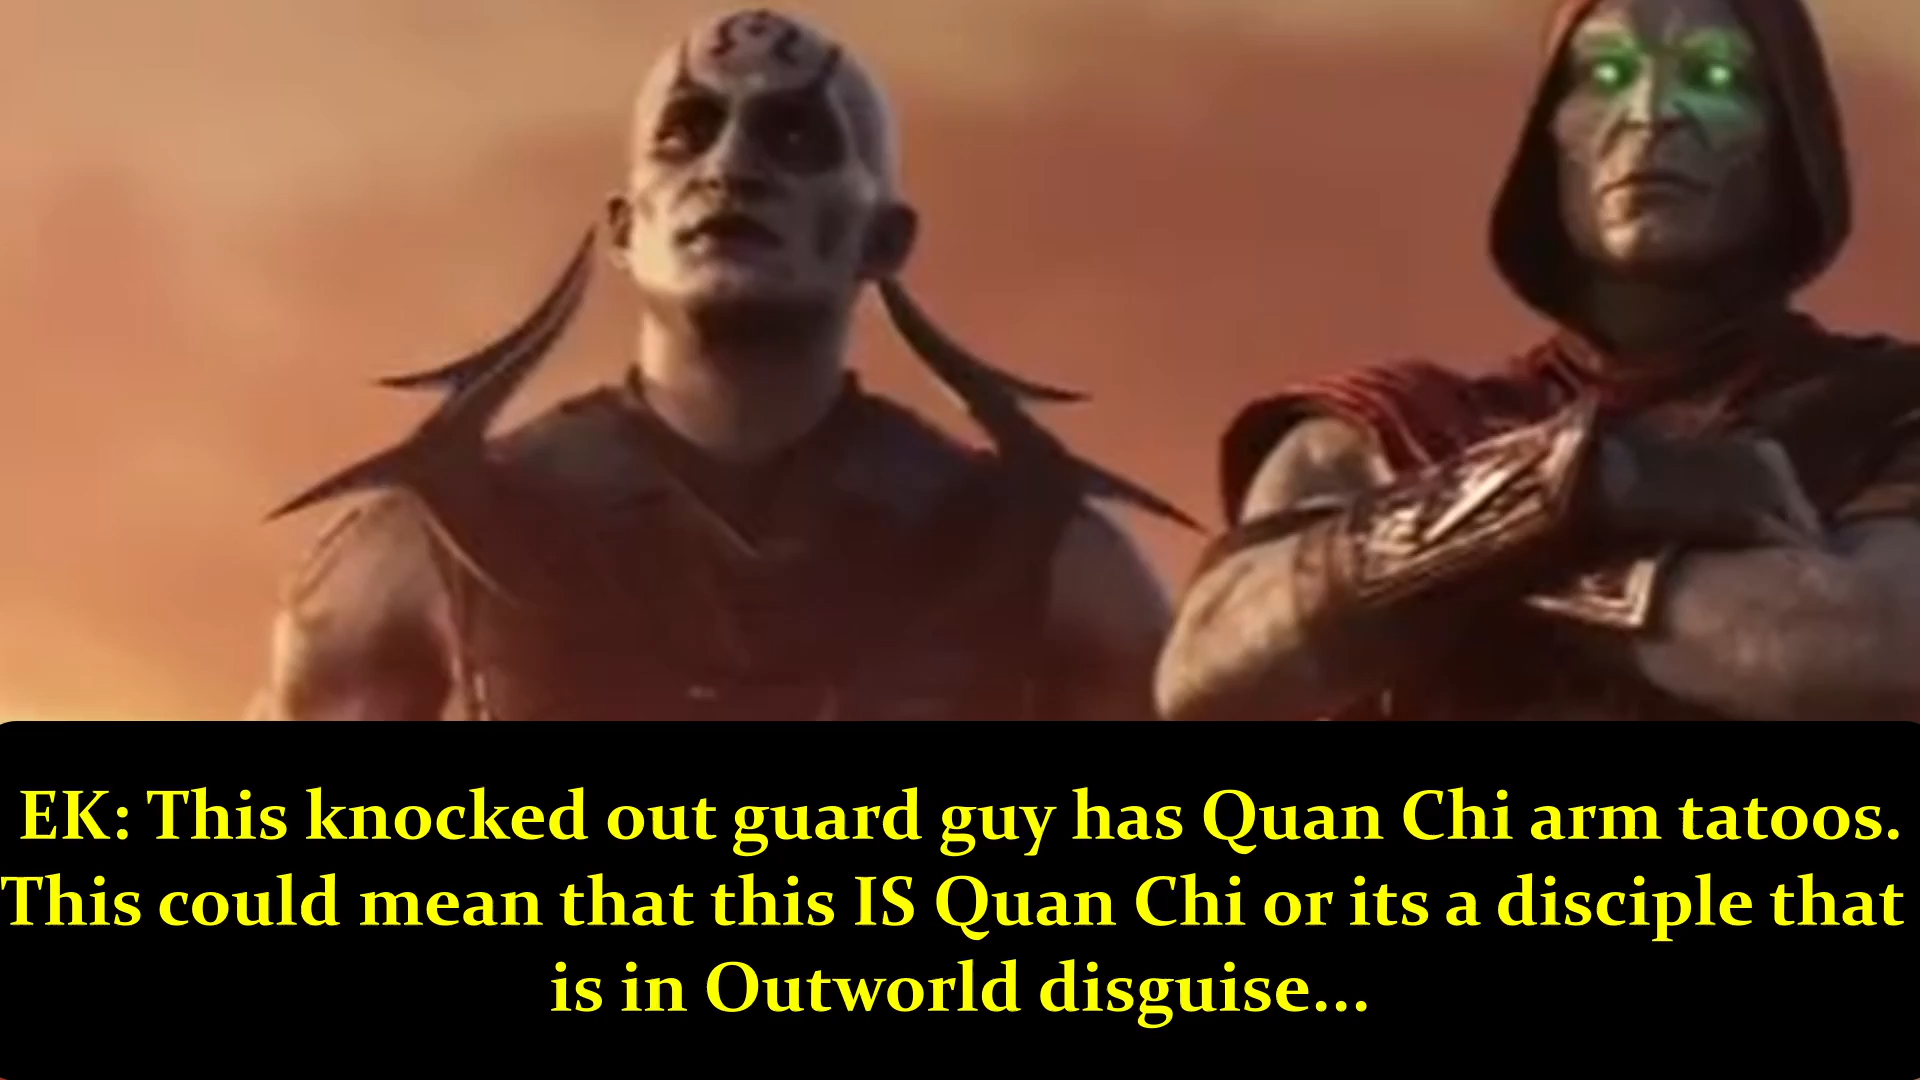 EK: This knocked out guard guy has Quan Chi arm tatoos.
This could mean that this IS Quan Chi or its a disciple that
is in Outworld disguise...